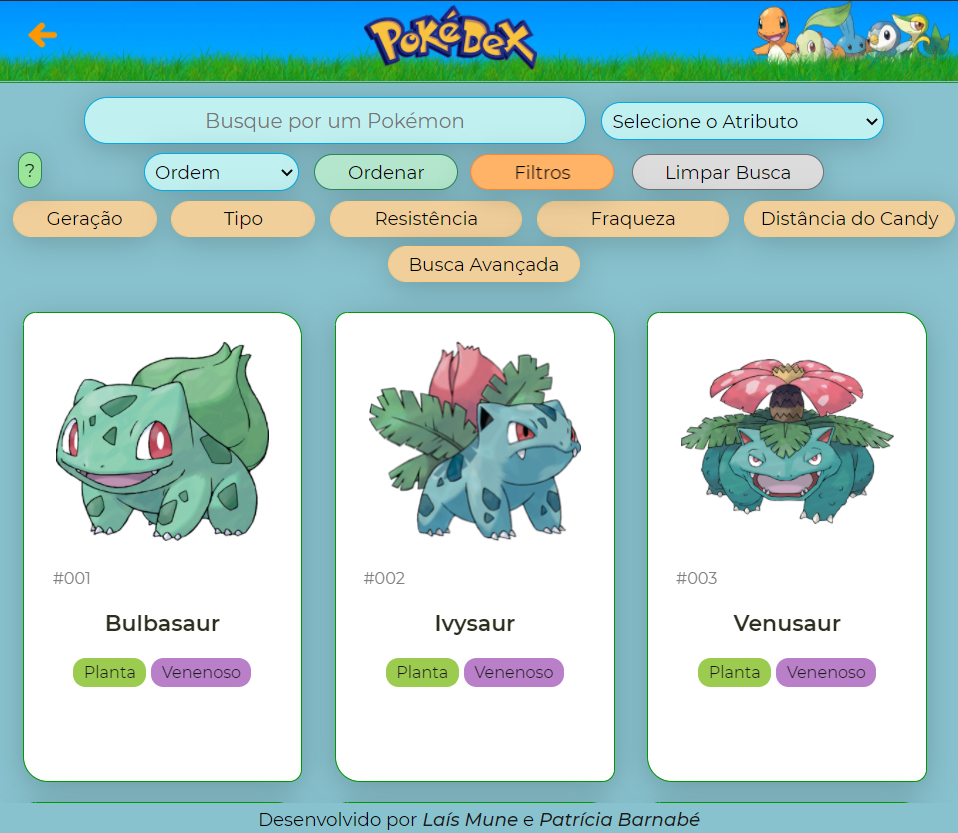 POKéDEX
Busque por um Pokémon Selecione o Atributo
? Ordem Ordenar Filtros Limpar Busca
Geração Tipo Resistência Fraqueza Distância do Candy
Busca Avançada
#001 #002 #003
Bulbasaur Ivysaur Venusaur
Planta Venenoso Planta Venenoso Planta Venenoso
Desenvolvido por Laís Mune e Patrícia Barnabé